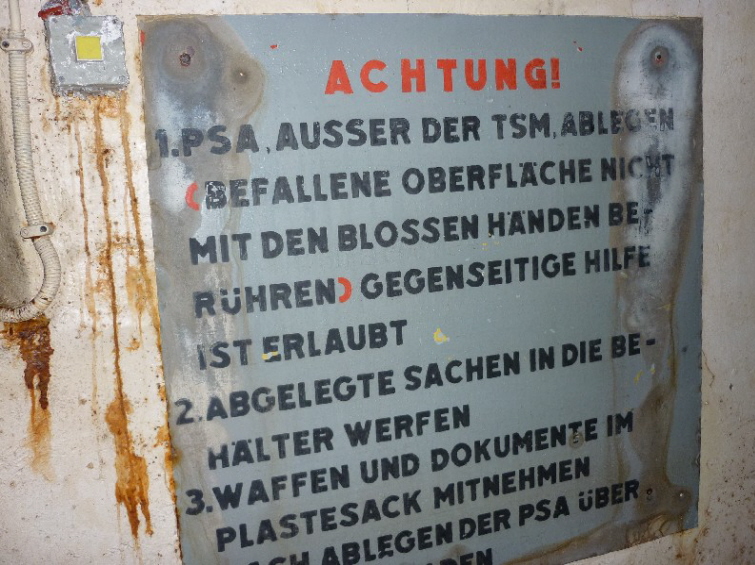 ACHTUNG!
1. PSA, AUSSER DER TSM, ABLEGEN
(BEFALLENE OBERFLÄCHE NICHT
MIT DEN BLOSSEN HÄNDEN BE-
RÜHREN) GEGENSEITIGE HILFE
IST ERLAUBT
2. ABGELEGTE SACHEN IN DIE BE-
HÄLTER WERFEN
3. WAFFEN UND DOKUMENTE IM
PLASTESACK MITNEHMEN
ABLEGEN DER PSA ÜBER